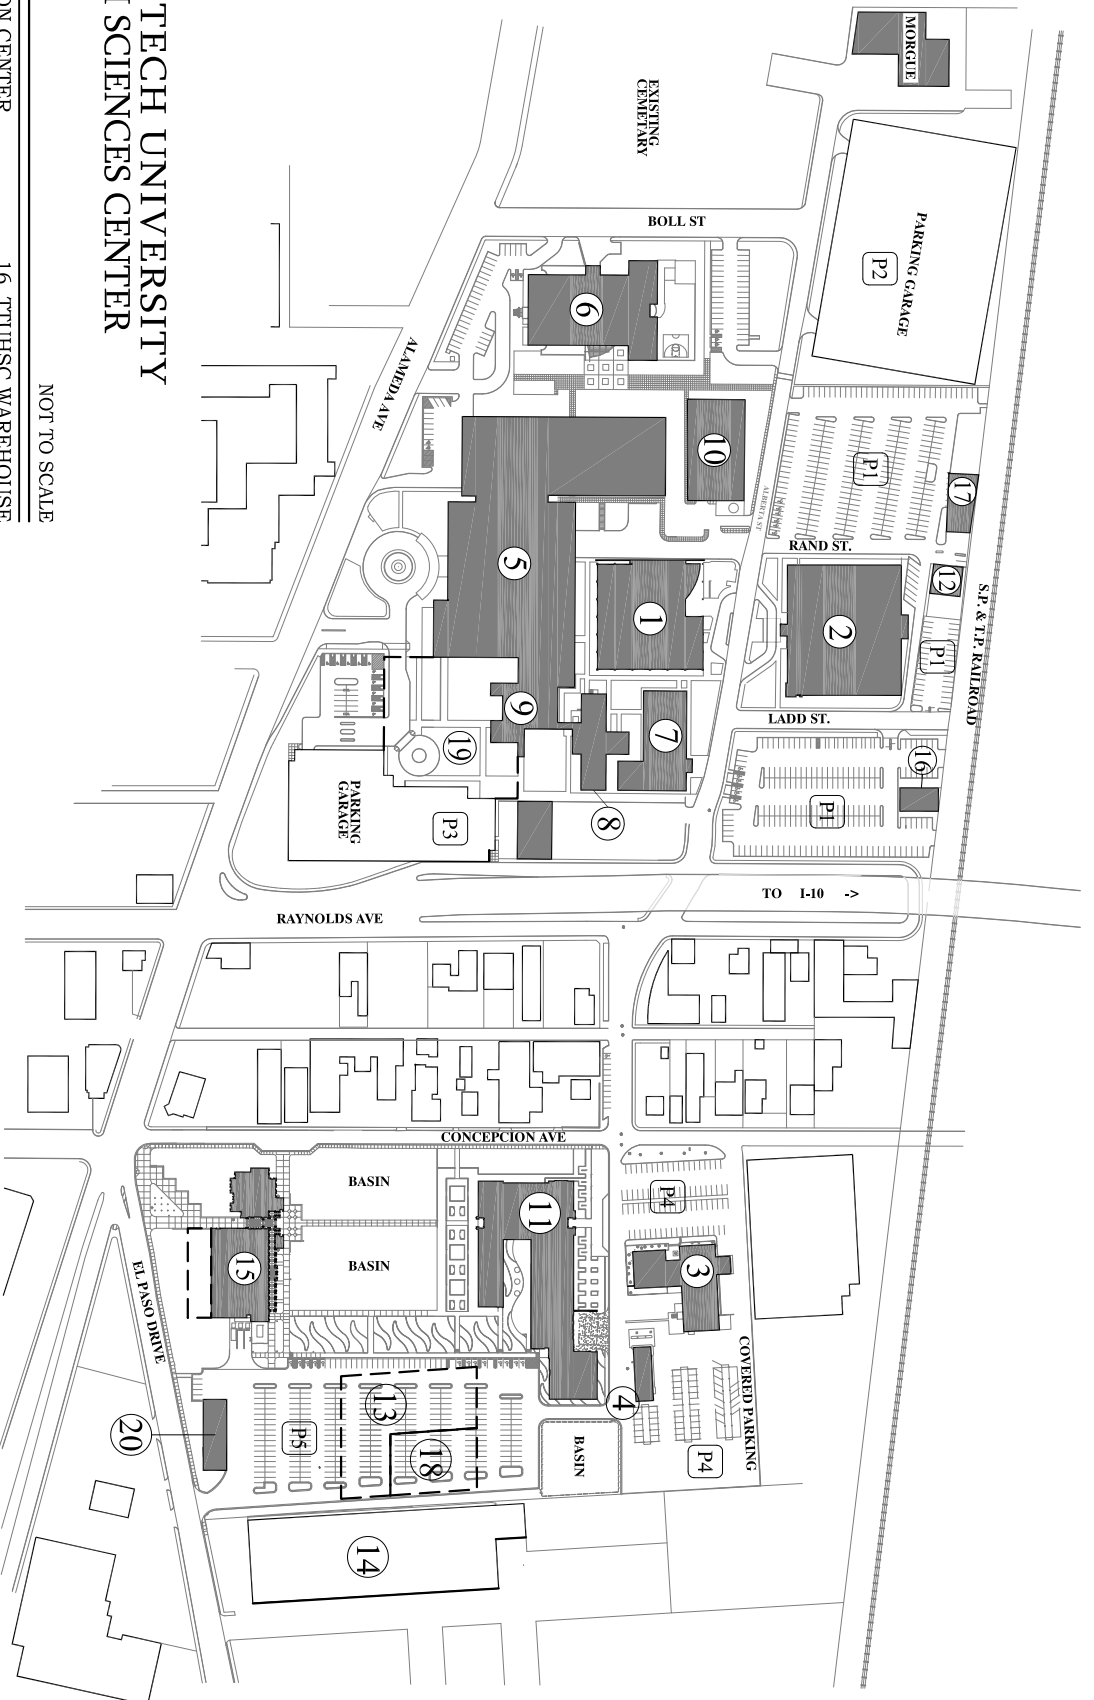 TECH UNIVERSITY
SCIENCES CENTER
NOT TO SCALE
ON CENTER
16 TTUHSC WAREHOUSE
MORGUE
EXISTING
CEMETARY
BOLL ST
PARKING GARAGE
P2
ALAMEDA AVE
6
10
P1
17
ALBERTA ST
RAND ST.
12
S.P. & T.P. RAILROAD
5
1
2
P1
LADD ST.
9
7
19
16
P1
8
PARKING
GARAGE
P3
TO I-10 ->
RAYNOLDS AVE
CONCEPCION AVE
BASIN
BASIN
11
P4
3
15
EL PASO DRIVE
COVERED PARKING
4
13
18
P5
20
BASIN
P4
14